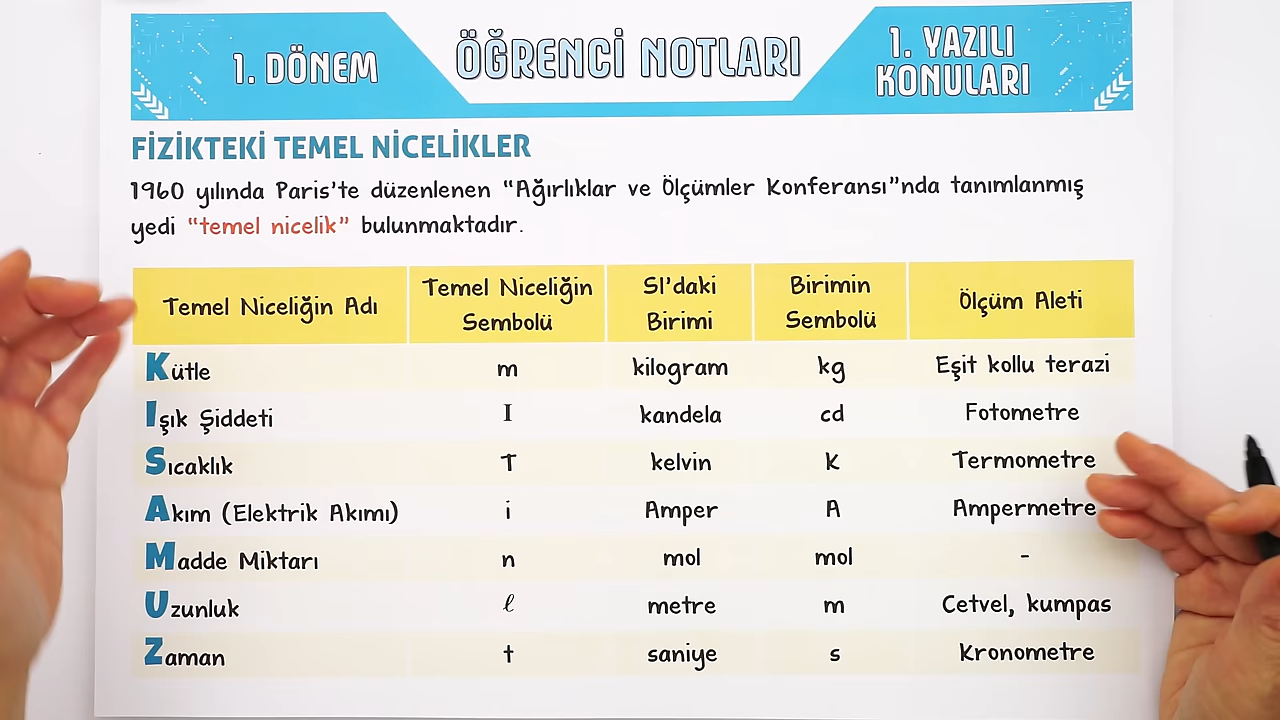 1. DÖNEM
ÖĞRENCİ NOTLARI
1. YAZILI
KONULARI
FİZİKTEKİ TEMEL NİCELİKLER
1960 yılında Paris'te düzenlenen "Ağırlıklar ve Ölçümler Konferansı"nda tanımlanmış
yedi "temel nicelik" bulunmaktadır.
Temel Niceliğin Adı
Temel Niceliğin
Sembolü
SI'daki
Birimi
Birimin
Sembolü
Ölçüm Aleti
Kütle m kilogram kg Eşit kollu terazi
Işık Şiddeti I kandela cd Fotometre
Sıcaklık T kelvin K Termometre
Akım (Elektrik Akımı) i Amper A Ampermetre
Madde Miktarı n mol mol -
Uzunluk ℓ metre m Cetvel, kumpas
Zaman t saniye s Kronometre